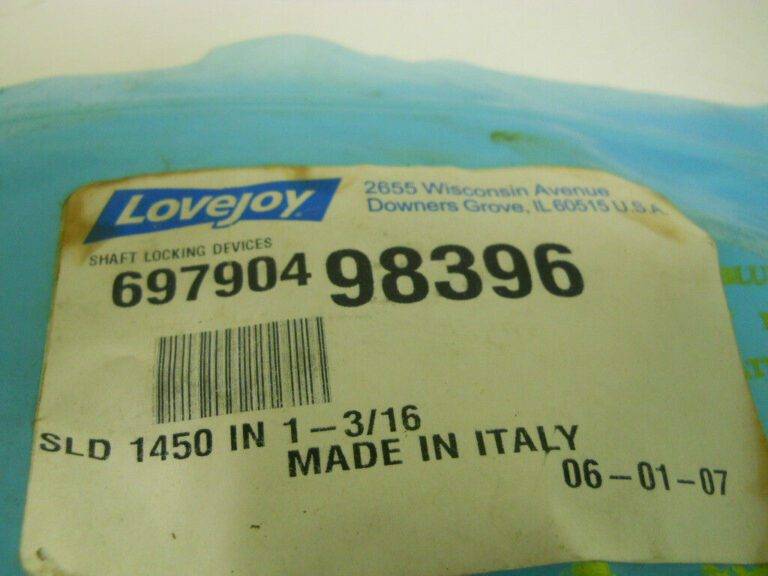 Lovejoy
2655 Wisconsin Avenue
Downers Grove, IL 60515 U.S.A.
SHAFT LOCKING DEVICES
697904 98396
SLD 1450 IN 1-3/16
MADE IN ITALY
06-01-07